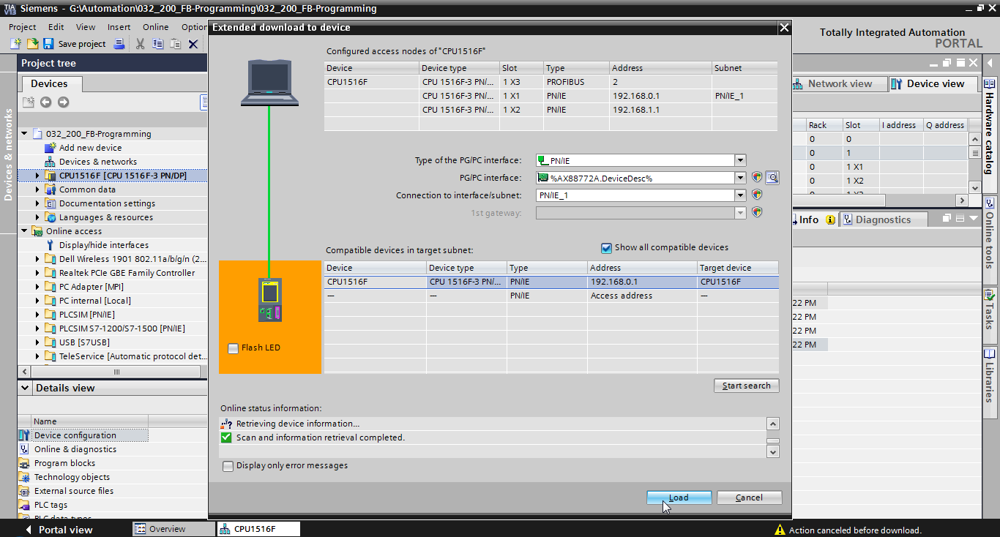 TIA V13 Siemens - G:\Automation\032_200_FB-Programming\032_200_FB-Programming
Project Edit View Insert Online Option
Totally Integrated Automation
PORTAL
Save project
Project tree
Devices
Devices & networks
032_200_FB-Programming
Add new device
Devices & networks
CPU1516F [CPU 1516F-3 PN/DP]
Common data
Documentation settings
Languages & resources
Online access
Display/hide interfaces
Dell Wireless 1901 802.11a/b/g/n (2...
Realtek PCIe GBE Family Controller
PC Adapter [MPI]
PC internal [Local]
PLCSIM [PN/IE]
PLCSIM S7-1200/S7-1500 [PN/IE]
USB [S7USB]
TeleService [Automatic protocol det...
Details view
Name
Device configuration
Online & diagnostics
Program blocks
Technology objects
External source files
PLC tags
PLC data types
Extended download to device
Configured access nodes of "CPU1516F"
Device Device type Slot Type Address Subnet
CPU1516F CPU 1516F-3 PN/... 1 X3 PROFIBUS 2
CPU 1516F-3 PN/... 1 X1 PN/IE 192.168.0.1 PN/IE_1
CPU 1516F-3 PN/... 1 X2 PN/IE 192.168.1.1
Type of the PG/PC interface: PN/IE
PG/PC interface: %AX88772A.DeviceDesc%
Connection to interface/subnet: PN/IE_1
1st gateway:
Compatible devices in target subnet: Show all compatible devices
Device Device type Type Address Target device
CPU1516F CPU 1516F-3 PN/... PN/IE 192.168.0.1 CPU1516F
— — PN/IE Access address —
Flash LED
Start search
Online status information:
Retrieving device information...
Scan and information retrieval completed.
Display only error messages
Load Cancel
Network view Device view
Rack Slot I address Q address
0 0
0 1
0 1 X1
0 1 X2
0 1 X3
Info Diagnostics
22 PM
22 PM
22 PM
22 PM
Hardware catalog
Online tools
Tasks
Libraries
Portal view Overview CPU1516F Action canceled before download.